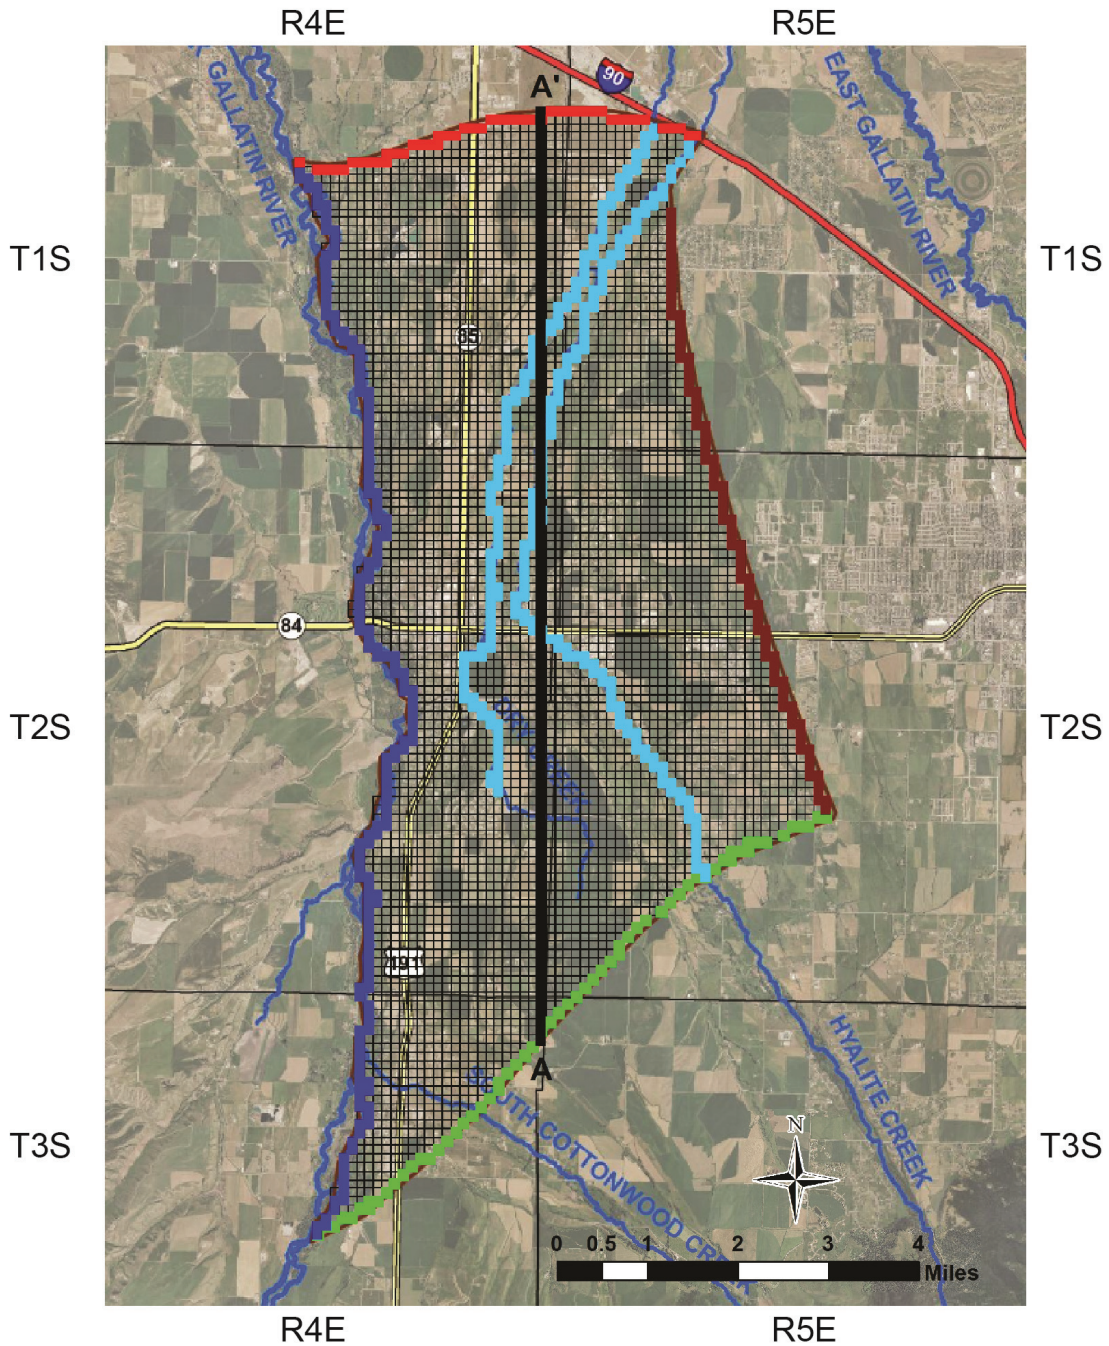 R4E
R5E
GALLATIN RIVER
90
EAST GALLATIN RIVER
A'
T1S
T1S
85
84
T2S
T2S
DRY CREEK
191
A
SOUTH COTTONWOOD CREEK
HYALITE CREEK
N
T3S
T3S
0 0.5 1 2 3 4
Miles
R4E
R5E